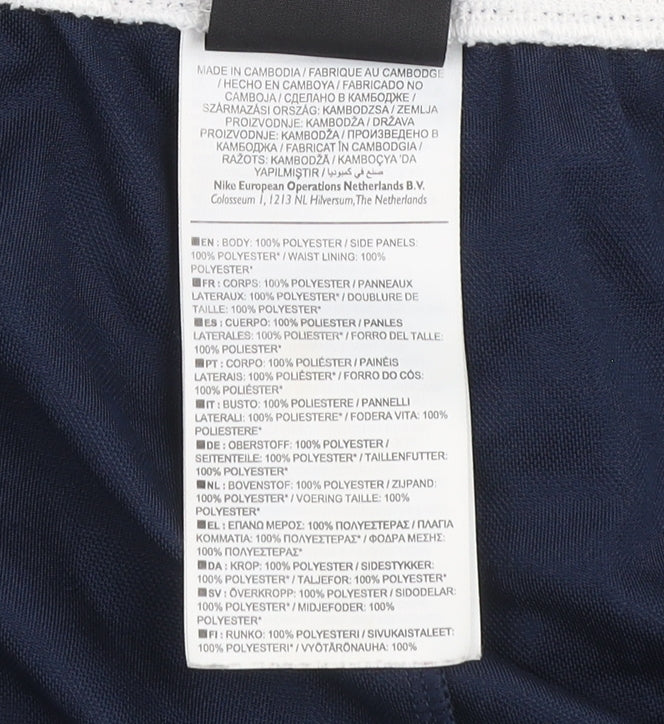 MADE IN CAMBODIA / FABRIQUE AU CAMBODGE
/ HECHO EN CAMBOYA / FABRICADO NO
CAMBOJA / СДЕЛАНО В КАМБОДЖЕ /
SZÁRMAZÁSI ORSZÁG: KAMBODZSA / ZEMLJA
PROIZVODNJE: KAMBODŽA / DRŽAVA
PROIZVODNJE: KAMBODŽA / ПРОИЗВЕДЕНО В
КАМБОДЖА / FABRICAT ÎN CAMBODGIA /
RAŽOTS: KAMBODŽĀ / KAMBOÇYA 'DA
YAPILMIŞTIR / صنع في كمبوديا
Nike European Operations Netherlands B.V.
Colosseum 1, 1213 NL Hilversum, The Netherlands
EN : BODY: 100% POLYESTER / SIDE PANELS:
100% POLYESTER* / WAIST LINING: 100%
POLYESTER*
FR : CORPS: 100% POLYESTER / PANNEAUX
LATERAUX: 100% POLYESTER* / DOUBLURE DE
TAILLE: 100% POLYESTER*
ES : CUERPO: 100% POLIESTER / PANLES
LATERALES: 100% POLIESTER* / FORRO DEL TALLE:
100% POLIESTER*
PT : CORPO: 100% POLIÉSTER / PAINÉIS
LATERAIS: 100% POLIÉSTER* / FORRO DO CÓS:
100% POLIÉSTER*
IT : BUSTO: 100% POLIESTERE / PANNELLI
LATERALI: 100% POLIESTERE* / FODERA VITA: 100%
POLIESTERE*
DE : OBERSTOFF: 100% POLYESTER /
SEITENTEILE: 100% POLYESTER* / TAILLENFUTTER:
100% POLYESTER*
NL : BOVENSTOF: 100% POLYESTER / ZIJPAND:
100% POLYESTER* / VOERING TAILLE: 100%
POLYESTER*
EL : ΕΠΑΝΩ ΜΕΡΟΣ: 100% ΠΟΛΥΕΣΤΕΡΑΣ / ΠΛΑΓΙΑ
ΚΟΜΜΑΤΙΑ: 100% ΠΟΛΥΕΣΤΕΡΑΣ* / ΦΟΔΡΑ ΜΕΣΗΣ:
100% ΠΟΛΥΕΣΤΕΡΑΣ*
DA : KROP: 100% POLYESTER / SIDESTYKKER:
100% POLYESTER* / TALJEFOR: 100% POLYESTER*
SV : ÖVERKROPP: 100% POLYESTER / SIDODELAR:
100% POLYESTER* / MIDJEFODER: 100%
POLYESTER*
FI : RUNKO: 100% POLYESTERI / SIVUKAISTALEET:
100% POLYESTERI* / VYÖTÄRÖNAUHA: 100%